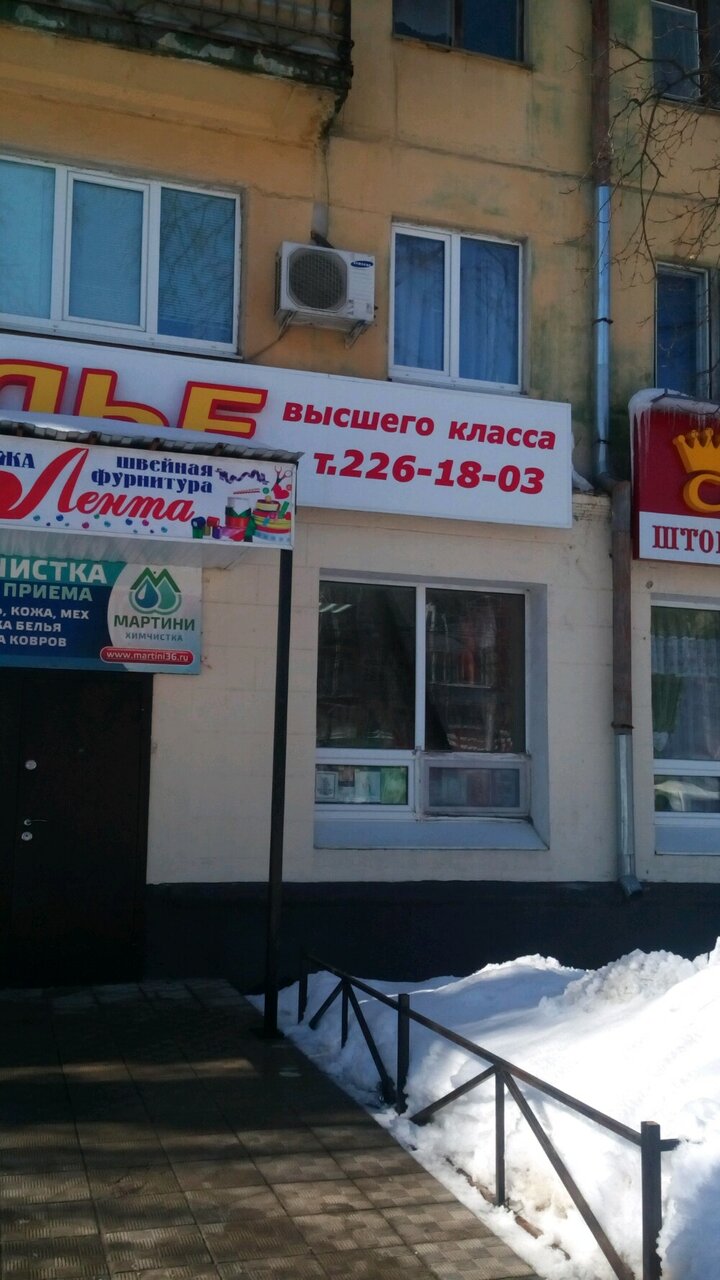 ЛЬЕ высшего класса
т.226-18-03
ЖА швейная
фурнитура
Лента
ЧИСТКА
ПРИЕМА
О, КОЖА, МЕХ
КА БЕЛЬЯ
А КОВРОВ
МАРТИНИ
ХИМЧИСТКА
www.martini36.ru
SAMSUNG
ШТО